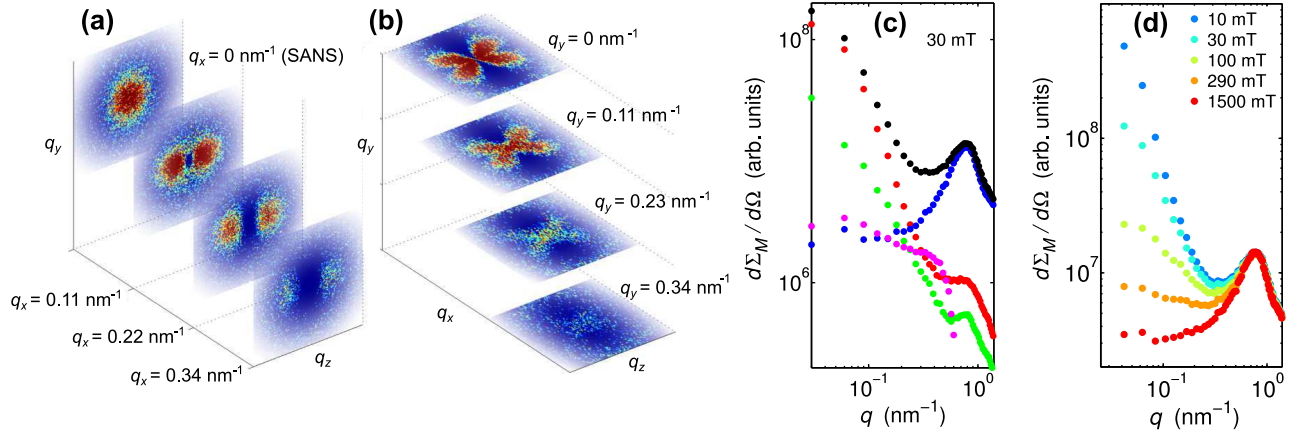 (a)
q_x = 0 nm⁻¹ (SANS)
q_y
q_x = 0.11 nm⁻¹
q_x = 0.22 nm⁻¹
q_x = 0.34 nm⁻¹
q_z
(b)
q_y = 0 nm⁻¹
q_y = 0.11 nm⁻¹
q_y = 0.23 nm⁻¹
q_y = 0.34 nm⁻¹
q_y
q_x
q_z
(c)
30 mT
10⁸
10⁶
dΣ_M / dΩ (arb. units)
10⁻¹
10⁰
q (nm⁻¹)
(d)
10 mT
30 mT
100 mT
290 mT
1500 mT
10⁸
10⁷
dΣ_M / dΩ (arb. units)
10⁻¹
10⁰
q (nm⁻¹)